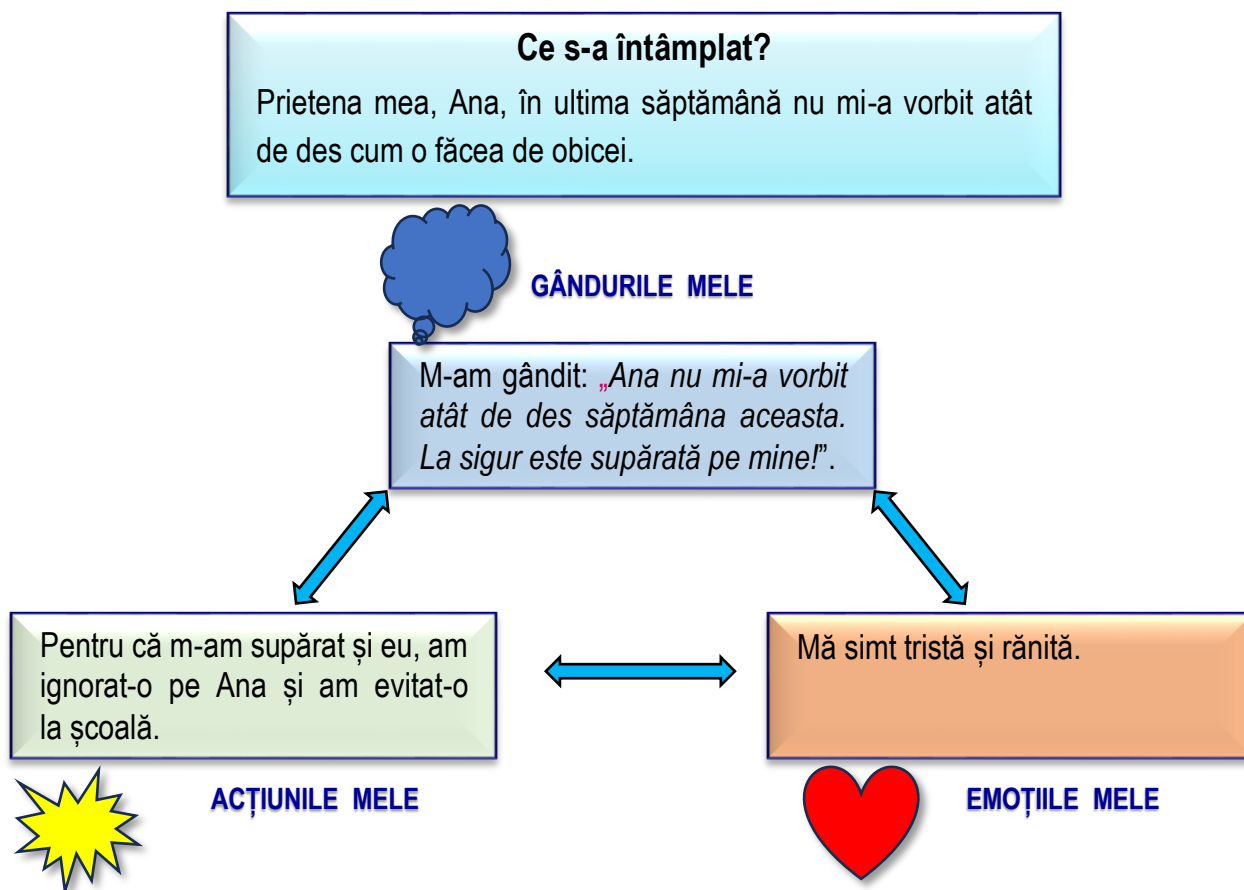 Ce s-a întâmplat?
Prietena mea, Ana, în ultima săptămână nu mi-a vorbit atât
de des cum o făcea de obicei.
GÂNDURILE MELE
M-am gândit: „Ana nu mi-a vorbit
atât de des săptămâna aceasta.
La sigur este supărată pe mine!”.
Pentru că m-am supărat și eu, am
ignorat-o pe Ana și am evitat-o
la școală.
Mă simt tristă și rănită.
ACȚIUNILE MELE
EMOȚIILE MELE